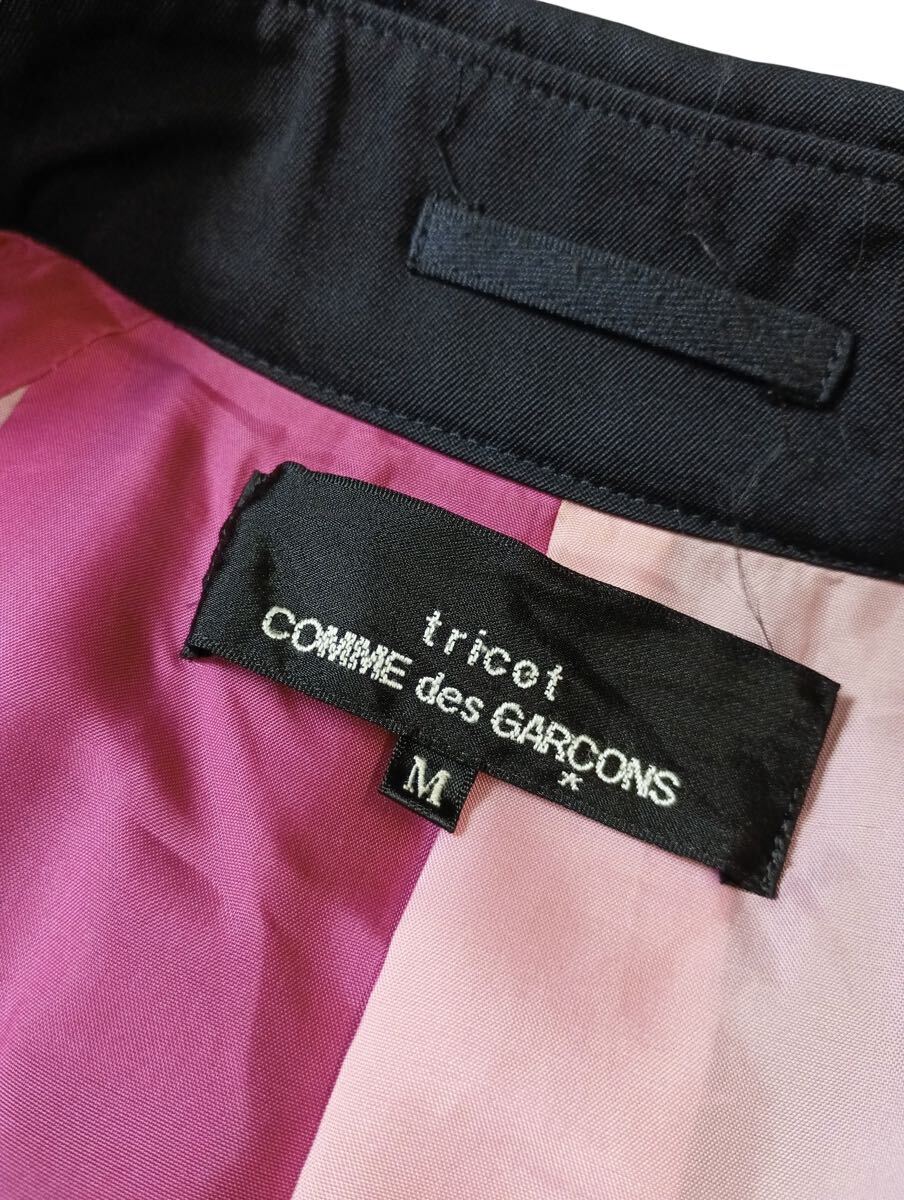 tricot
COMME des GARCONS
*
M